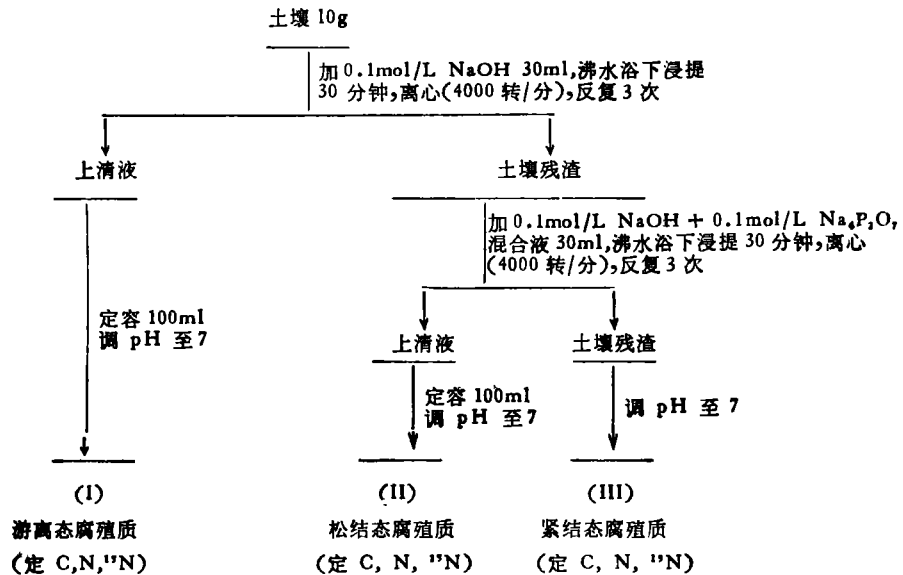 土壤 10g
加 0.1mol/L NaOH 30ml,沸水浴下浸提
30 分钟,离心(4000 转/分),反复 3 次
上清液
土壤残渣
加 0.1mol/L NaOH + 0.1mol/L Na₄P₂O₇
混合液 30ml,沸水浴下浸提 30 分钟,离心
(4000 转/分),反复 3 次
定容 100ml
调 pH 至 7
上清液
土壤残渣
定容 100ml
调 pH 至 7
调 pH 至 7
(I)
(II)
(III)
游离态腐殖质
松结态腐殖质
紧结态腐殖质
(定 C,N,¹⁵N)
(定 C, N, ¹⁵N)
(定 C, N, ¹⁵N)